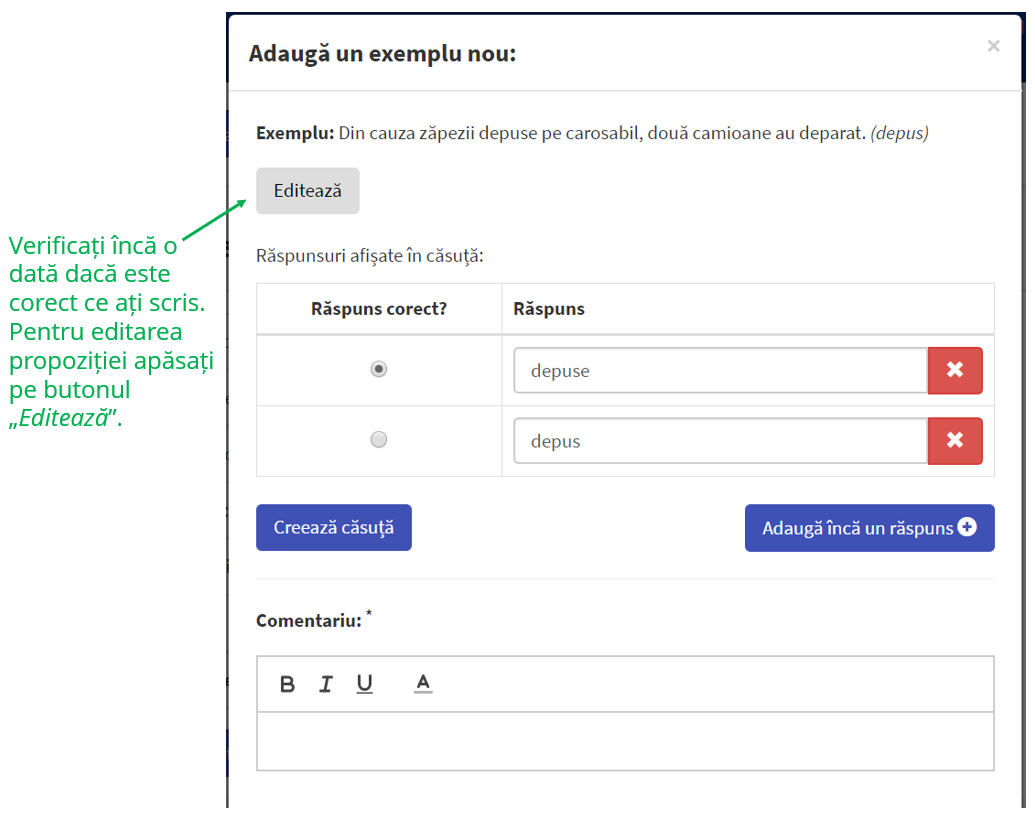 Adaugă un exemplu nou:
×
Exemplu: Din cauza zăpezii depuse pe carosabil, două camioane au deparat. (depus)
Editează
Verificați încă o
dată dacă este
corect ce ați scris.
Pentru editarea
propoziției apăsați
pe butonul
„Editează”.
Răspunsuri afișate în căsuță:
Răspuns corect? Răspuns
depuse
depus
Creează căsuță Adaugă încă un răspuns
Comentariu: *
B I U A